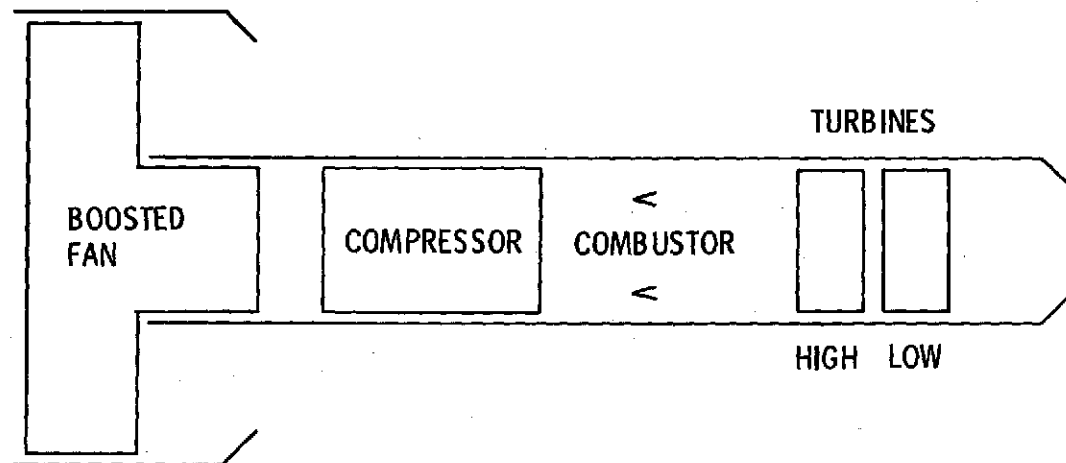 TURBINES
BOOSTED
FAN
COMPRESSOR
COMBUSTOR
HIGH
LOW